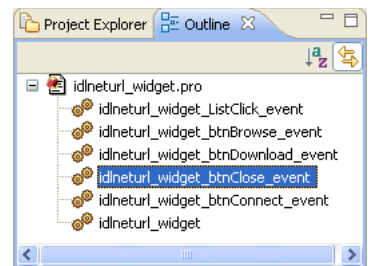 Project Explorer Outline
a
z
idlneturl_widget.pro
idlneturl_widget_ListClick_event
idlneturl_widget_btnBrowse_event
idlneturl_widget_btnDownload_event
idlneturl_widget_btnClose_event
idlneturl_widget_btnConnect_event
idlneturl_widget